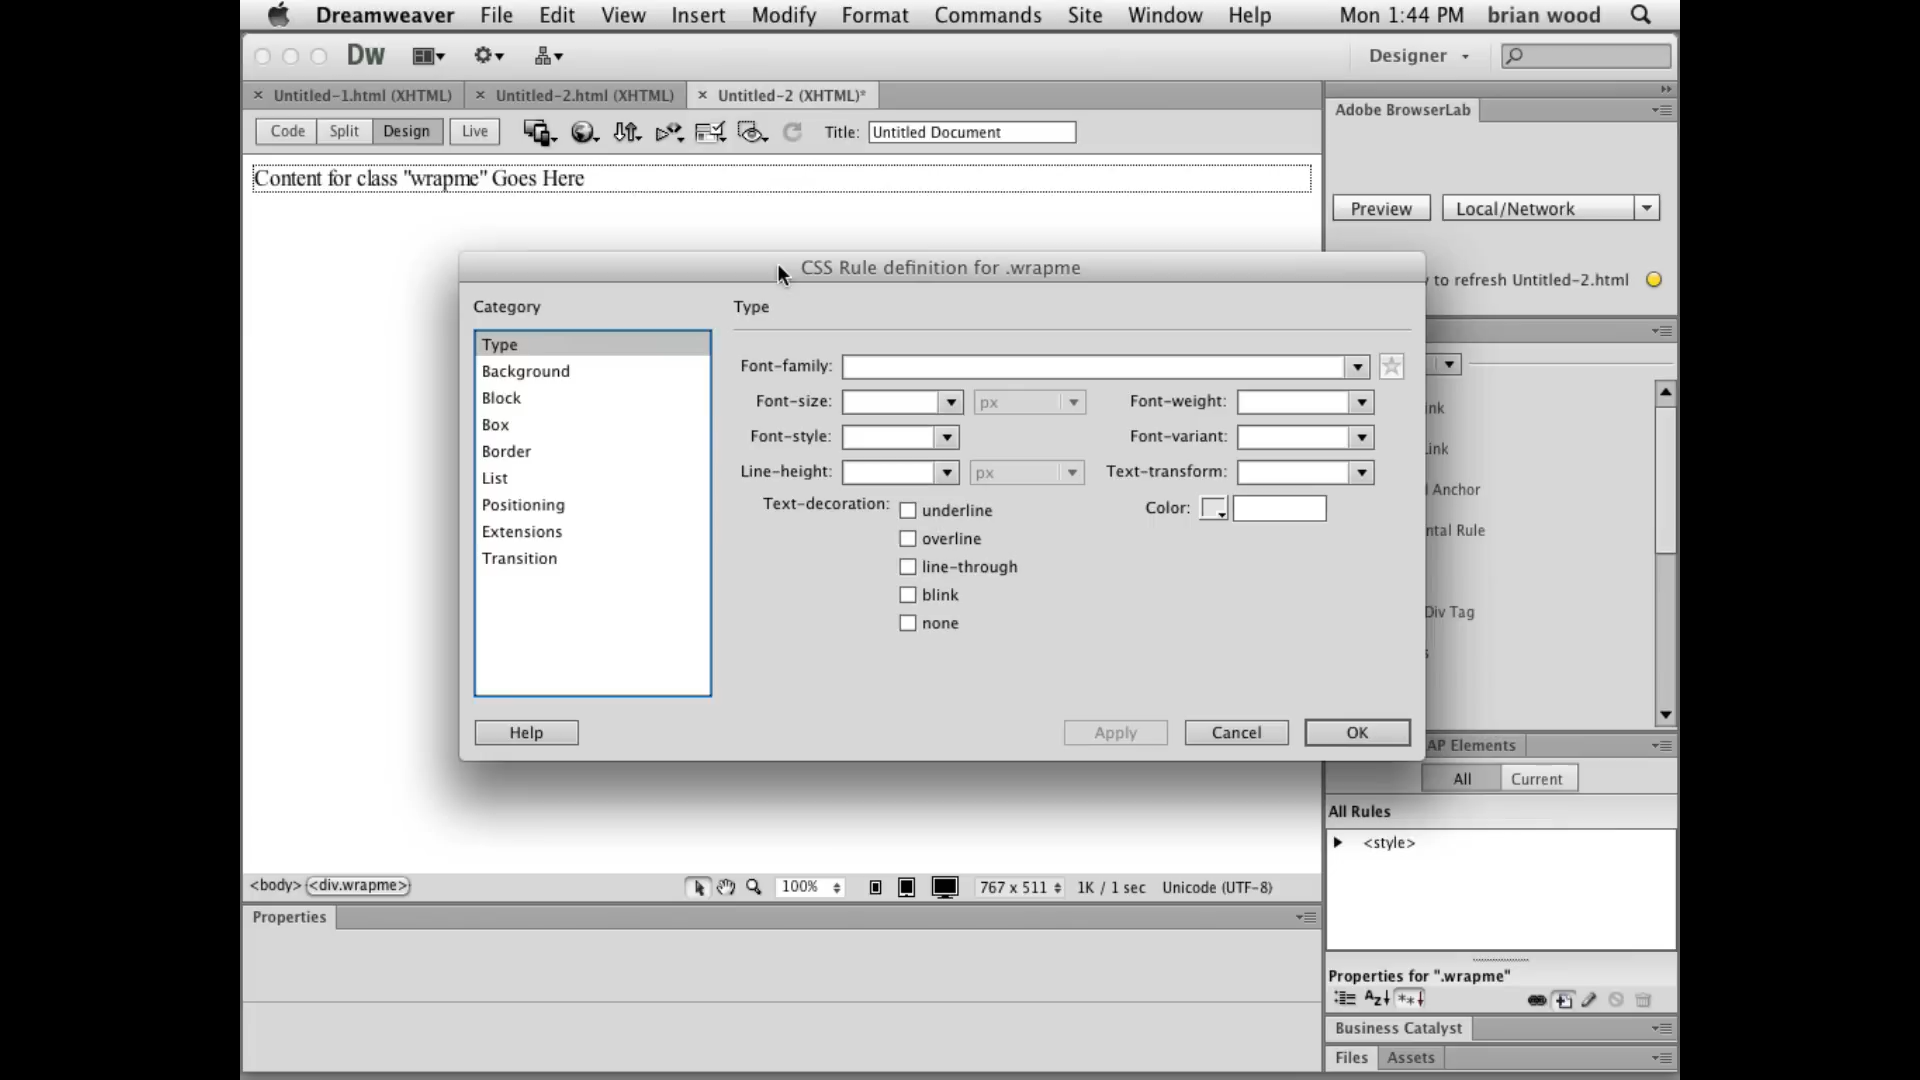 Dreamweaver File Edit View Insert Modify Format Commands Site Window Help Mon 1:44 PM brian wood
Dw Designer
Untitled-1.html (XHTML) Untitled-2.html (XHTML) Untitled-2 (XHTML)*
Adobe BrowserLab
Code Split Design Live Title: Untitled Document
Content for class "wrapme" Goes Here
Preview Local/Network
to refresh Untitled-2.html
CSS Rule definition for .wrapme
Category
Type
Background
Block
Box
Border
List
Positioning
Extensions
Transition
Type
Font-family:
Font-size: px Font-weight:
Font-style: Font-variant:
Line-height: px Text-transform:
Text-decoration: underline Color:
overline
line-through
blink
none
Help Apply Cancel OK
ink
Link
Anchor
ntal Rule
Div Tag
AP Elements
All Current
All Rules
<style>
<body> <div.wrapme> 100% 767 x 511 1K / 1 sec Unicode (UTF-8)
Properties
Properties for ".wrapme"
Az
Business Catalyst
Files Assets